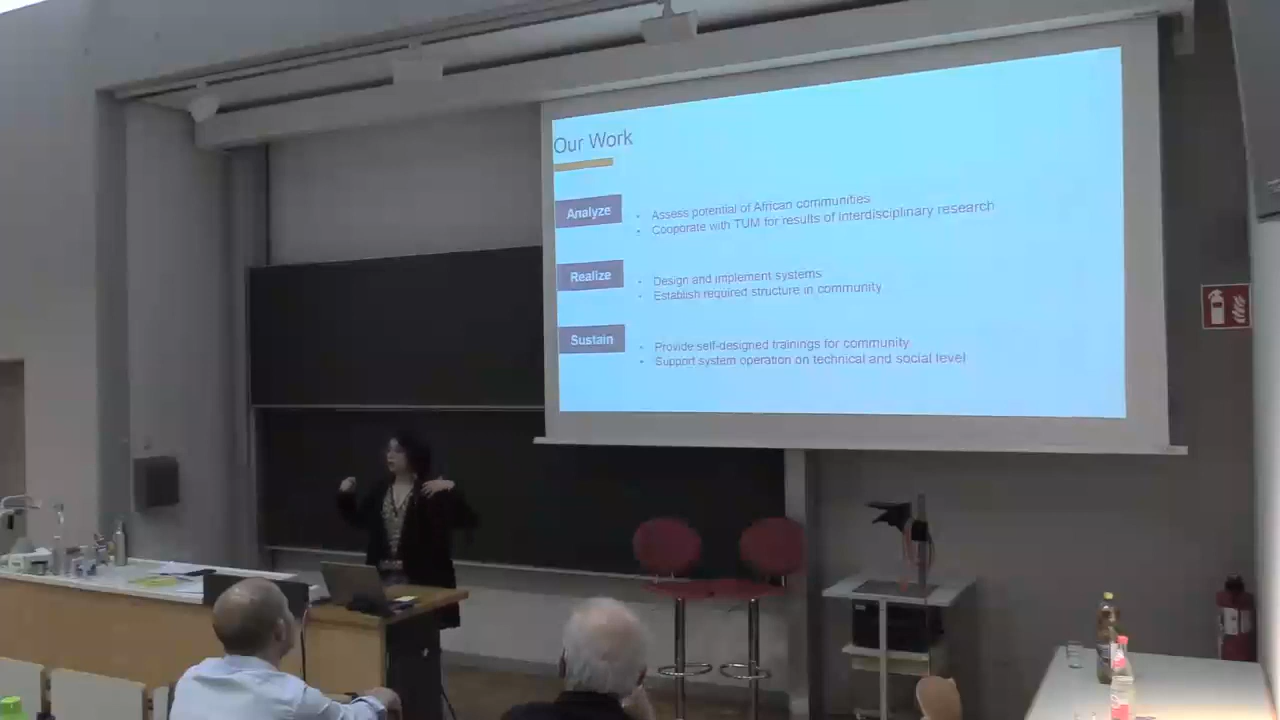 Our Work
Analyze
• Assess potential of African communities
• Cooperate with TUM for results of interdisciplinary research
Realize
• Design and implement systems
• Establish required structure in community
Sustain
• Provide self-designed trainings for community
• Support system operation on technical and social level